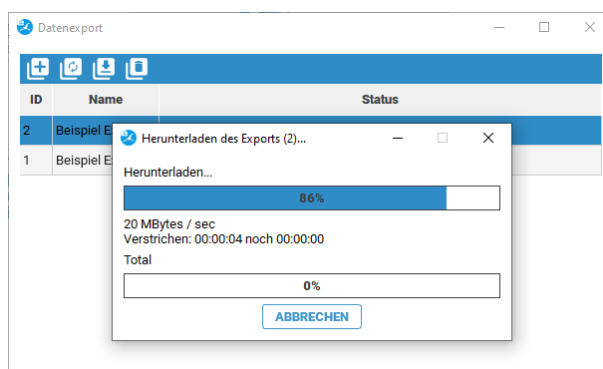 Datenexport
ID Name Status
2 Beispiel E
Herunterladen des Exports (2)...
1 Beispiel E
Herunterladen...
86%
20 MBytes / sec
Verstrichen: 00:00:04 noch 00:00:00
Total
0%
ABBRECHEN